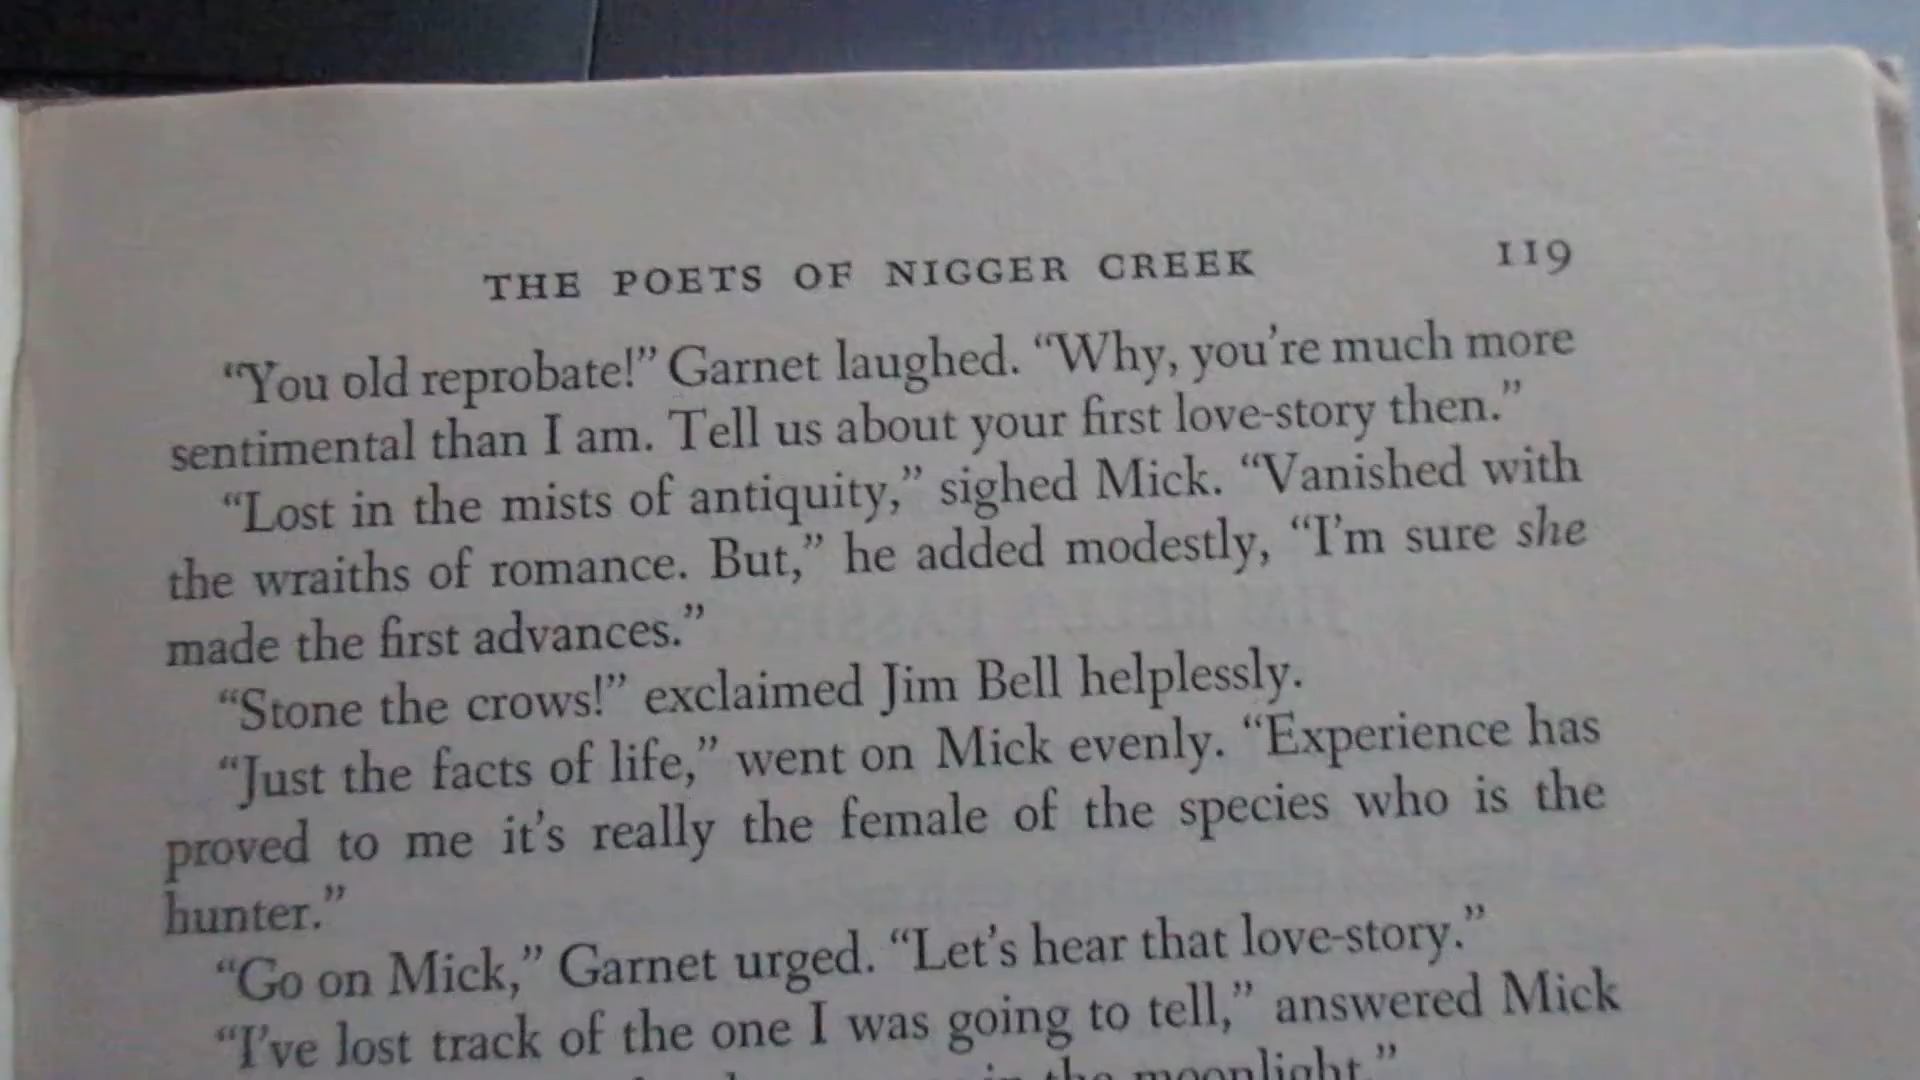 THE POETS OF NIGGER CREEK 119
“You old reprobate!” Garnet laughed. “Why, you’re much more
sentimental than I am. Tell us about your first love-story then.”
“Lost in the mists of antiquity,” sighed Mick. “Vanished with
the wraiths of romance. But,” he added modestly, “I’m sure she
made the first advances.”
“Stone the crows!” exclaimed Jim Bell helplessly.
“Just the facts of life,” went on Mick evenly. “Experience has
proved to me it’s really the female of the species who is the
hunter.”
“Go on Mick,” Garnet urged. “Let’s hear that love-story.”
“I’ve lost track of the one I was going to tell,” answered Mick
in the moonlight.”